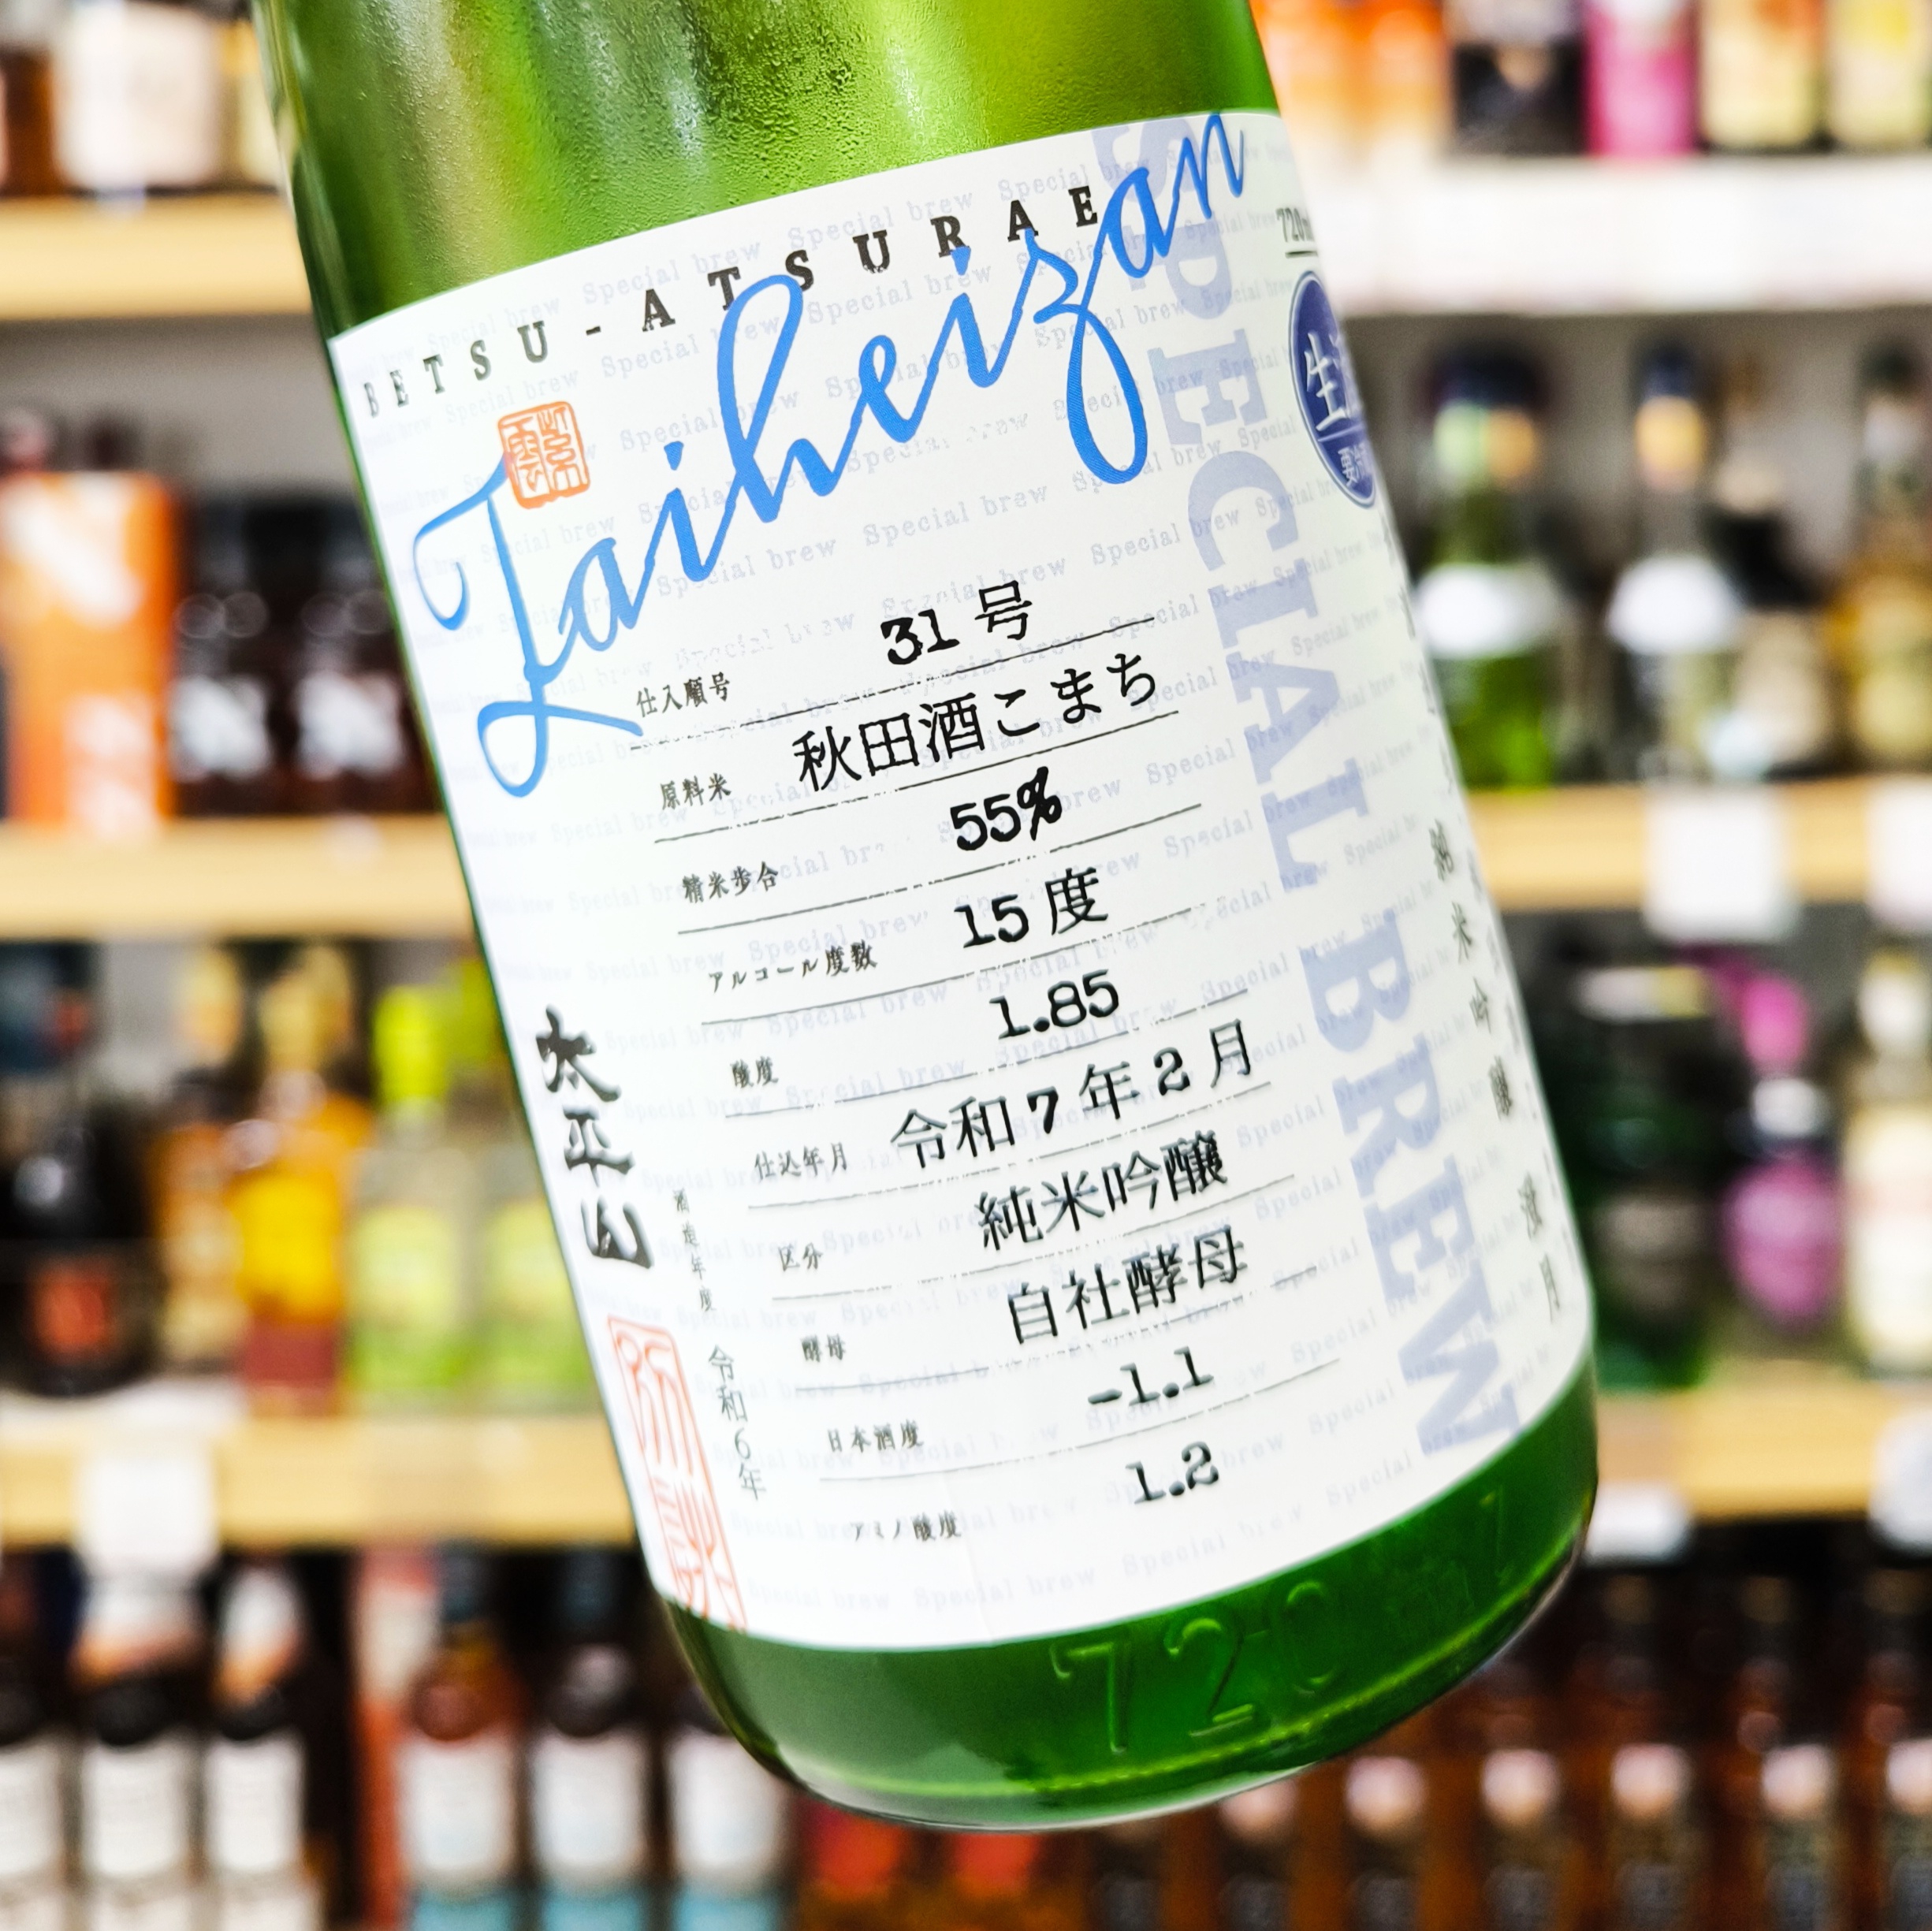 BETSU-ATSURAE
Taiheizan
720m
生
仕入順号 31号
原料米 秋田酒こまち
精米歩合 55%
アルコール度数 15度
酸度 1.85
仕込年月 令和7年2月
区分 純米吟醸
酵母 自社酵母
日本酒度 -1.1
アミノ酸度 1.2
太平山
酒造年度 令和6年
SPECIAL BREW
純米吟醸
720ml